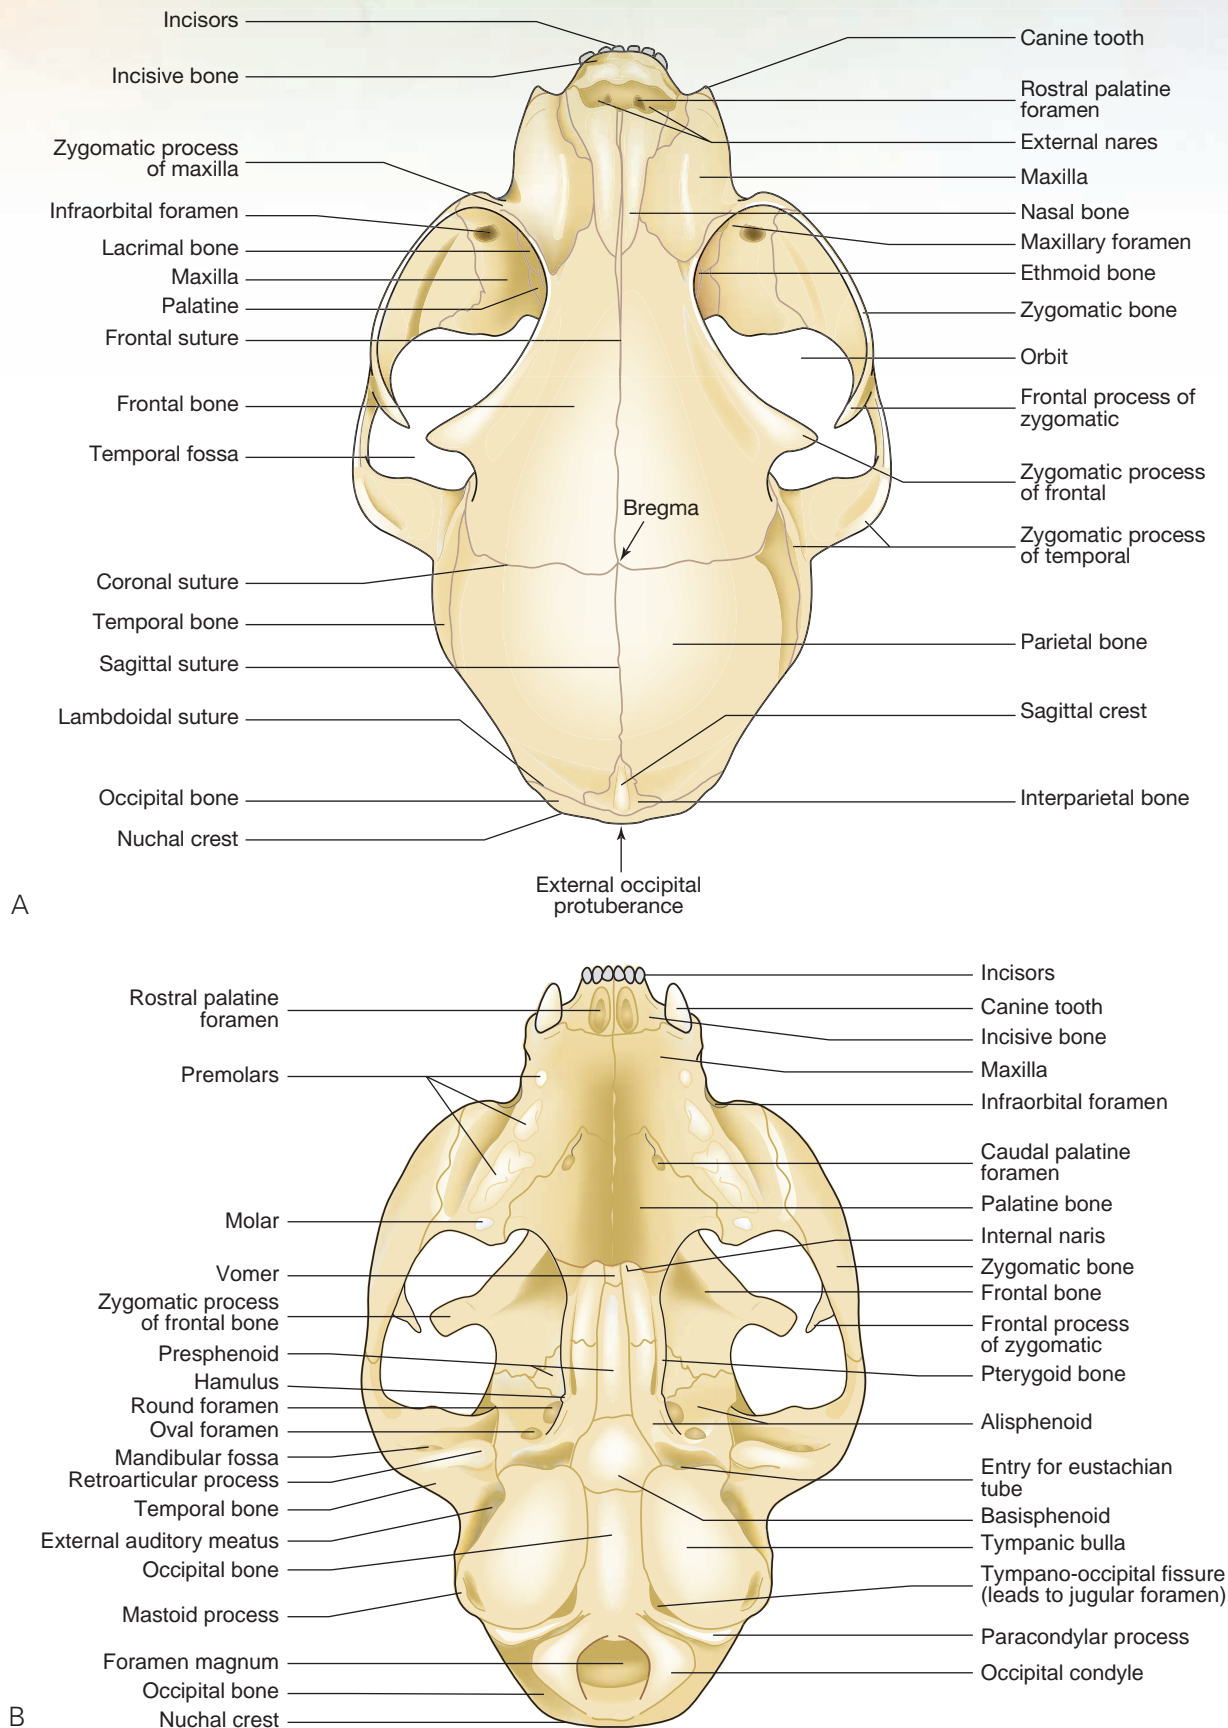 Incisors
Incisive bone
Zygomatic process
of maxilla
Infraorbital foramen
Lacrimal bone
Maxilla
Palatine
Frontal suture
Frontal bone
Temporal fossa
Coronal suture
Temporal bone
Sagittal suture
Lambdoidal suture
Occipital bone
Nuchal crest
Bregma
External occipital
protuberance
Canine tooth
Rostral palatine
foramen
External nares
Maxilla
Nasal bone
Maxillary foramen
Ethmoid bone
Zygomatic bone
Orbit
Frontal process of
zygomatic
Zygomatic process
of frontal
Zygomatic process
of temporal
Parietal bone
Sagittal crest
Interparietal bone
A
Rostral palatine
foramen
Premolars
Molar
Vomer
Zygomatic process
of frontal bone
Presphenoid
Hamulus
Round foramen
Oval foramen
Mandibular fossa
Retroarticular process
Temporal bone
External auditory meatus
Occipital bone
Mastoid process
Foramen magnum
Occipital bone
Nuchal crest
Incisors
Canine tooth
Incisive bone
Maxilla
Infraorbital foramen
Caudal palatine
foramen
Palatine bone
Internal naris
Zygomatic bone
Frontal bone
Frontal process
of zygomatic
Pterygoid bone
Alisphenoid
Entry for eustachian
tube
Basisphenoid
Tympanic bulla
Tympano-occipital fissure
(leads to jugular foramen)
Paracondylar process
Occipital condyle
B